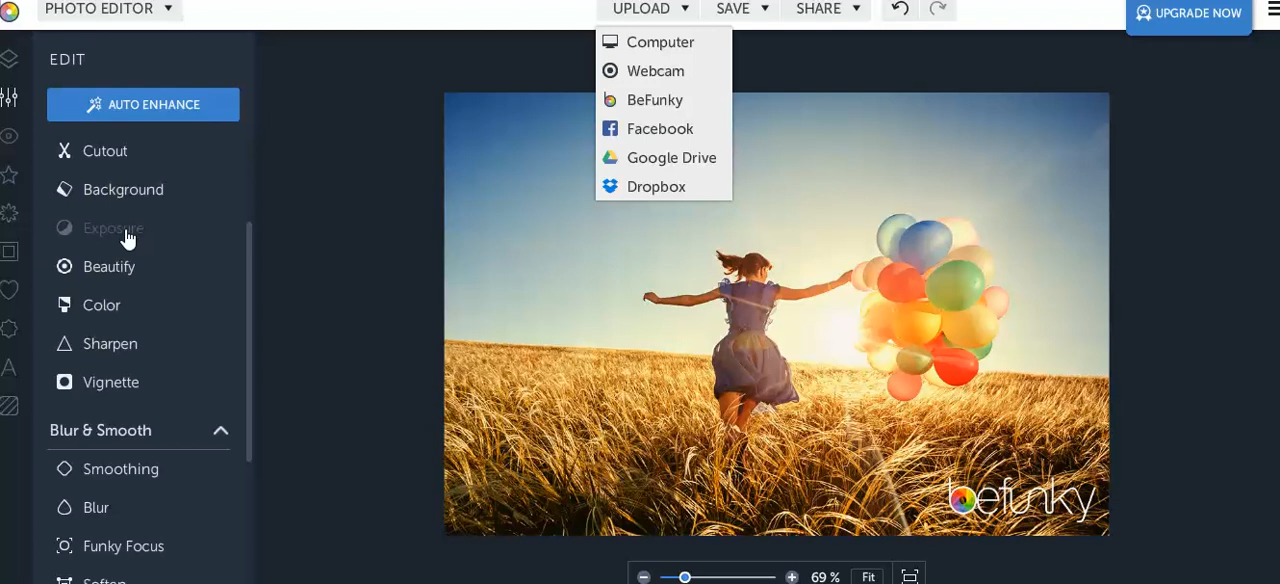 PHOTO EDITOR
UPLOAD
SAVE
SHARE
UPGRADE NOW
Computer
Webcam
BeFunky
Facebook
Google Drive
Dropbox
EDIT
AUTO ENHANCE
Cutout
Background
Exposure
Beautify
Color
Sharpen
Vignette
Blur & Smooth
Smoothing
Blur
Funky Focus
Soften
befunky
69 %
Fit